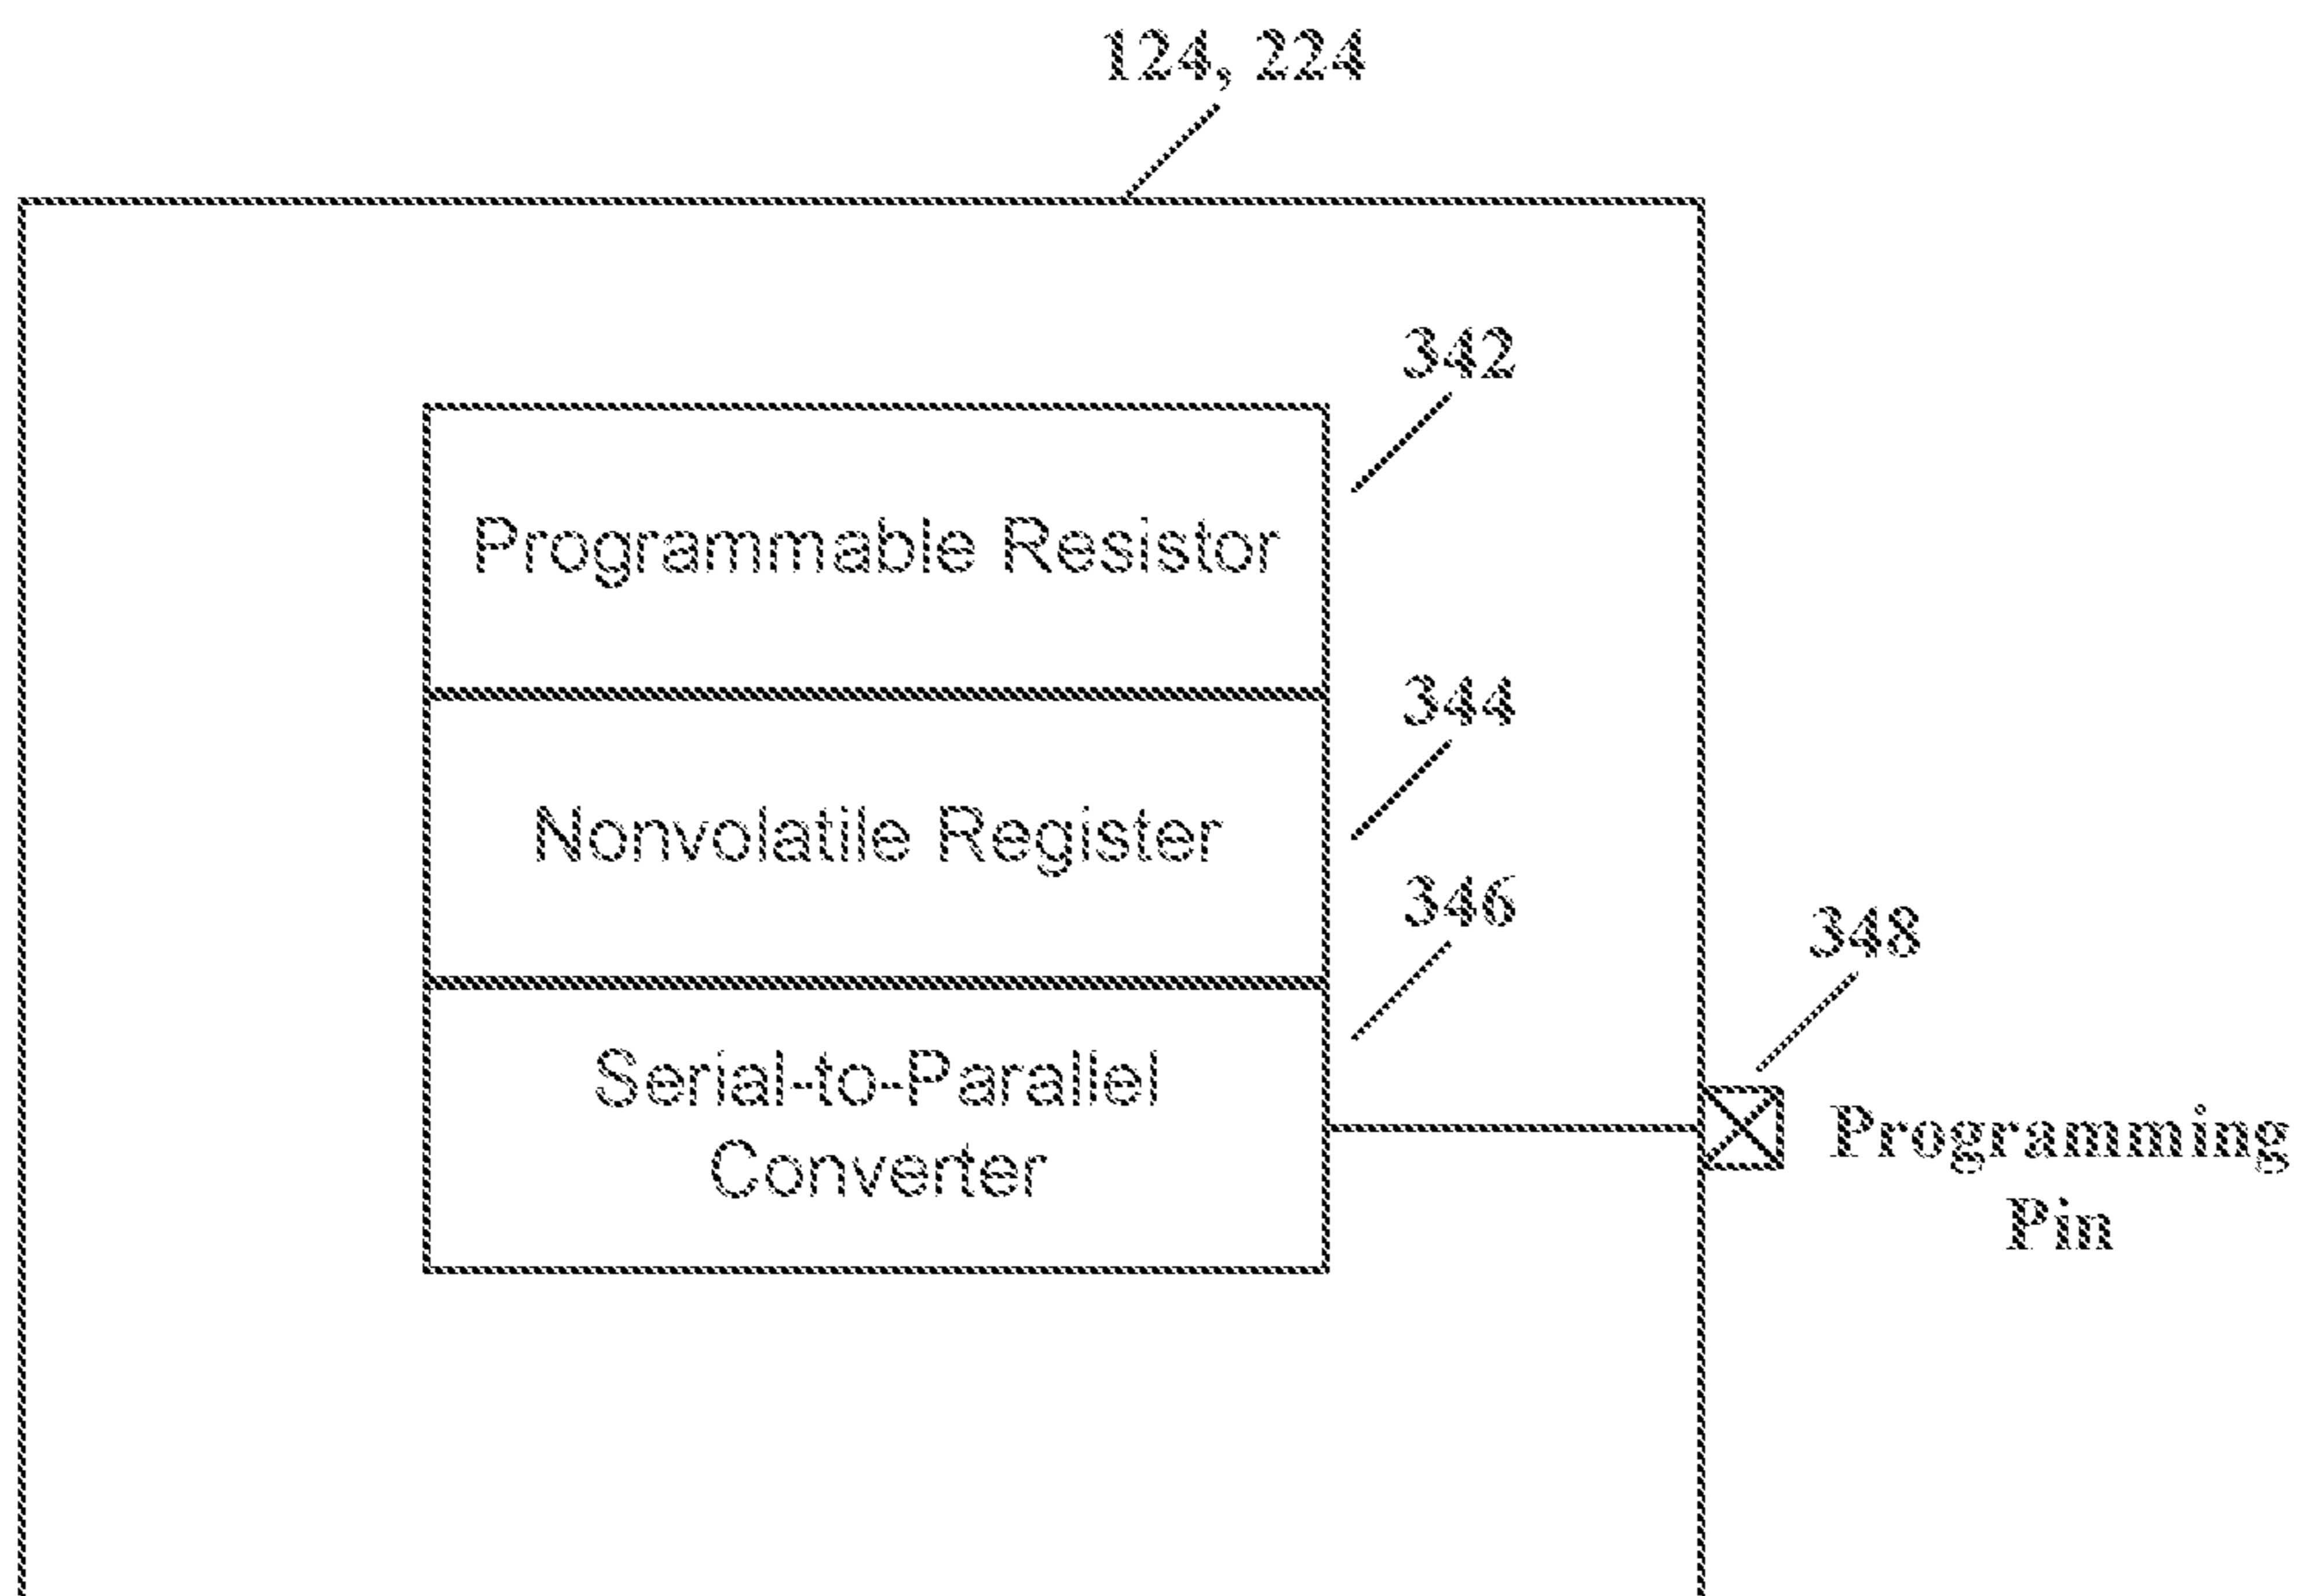 124, 224
342
Programmable Resistor
344
Nonvolatile Register
346
348
Serial-to-Parallel
Converter
Programming
Pin